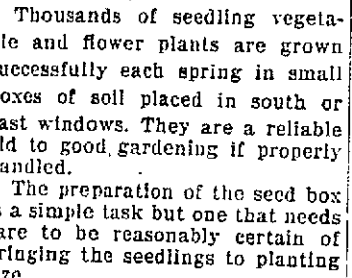 Thousands of seedling vegeta-
le and flower plants are grown
uccessfully each spring in small
oxes of soil placed in south or
ast windows. They are a reliable
id to good gardening if properly
andled.
The preparation of the seed box
s a simple task but one that needs
are to be reasonably certain of
ringing the seedlings to planting